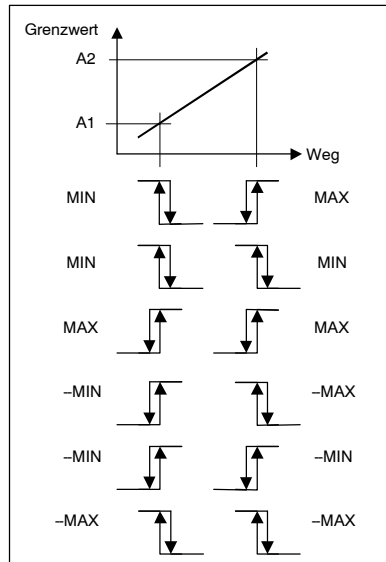 Grenzwert
A2
A1
Weg
MIN MAX
MIN MIN
MAX MAX
--MIN --MAX
--MIN --MIN
--MAX --MAX